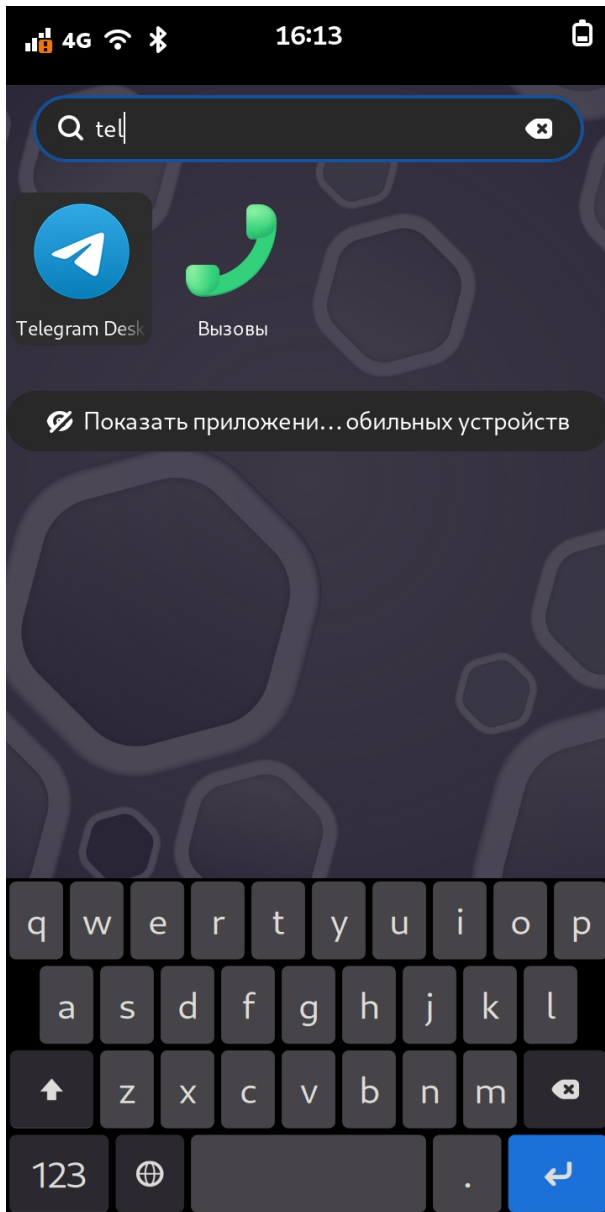 4G 16:13
tel
Telegram Desk
Вызовы
Показать приложени...обильных устройств
q w e r t y u i o p
a s d f g h j k l
z x c v b n m
123 .